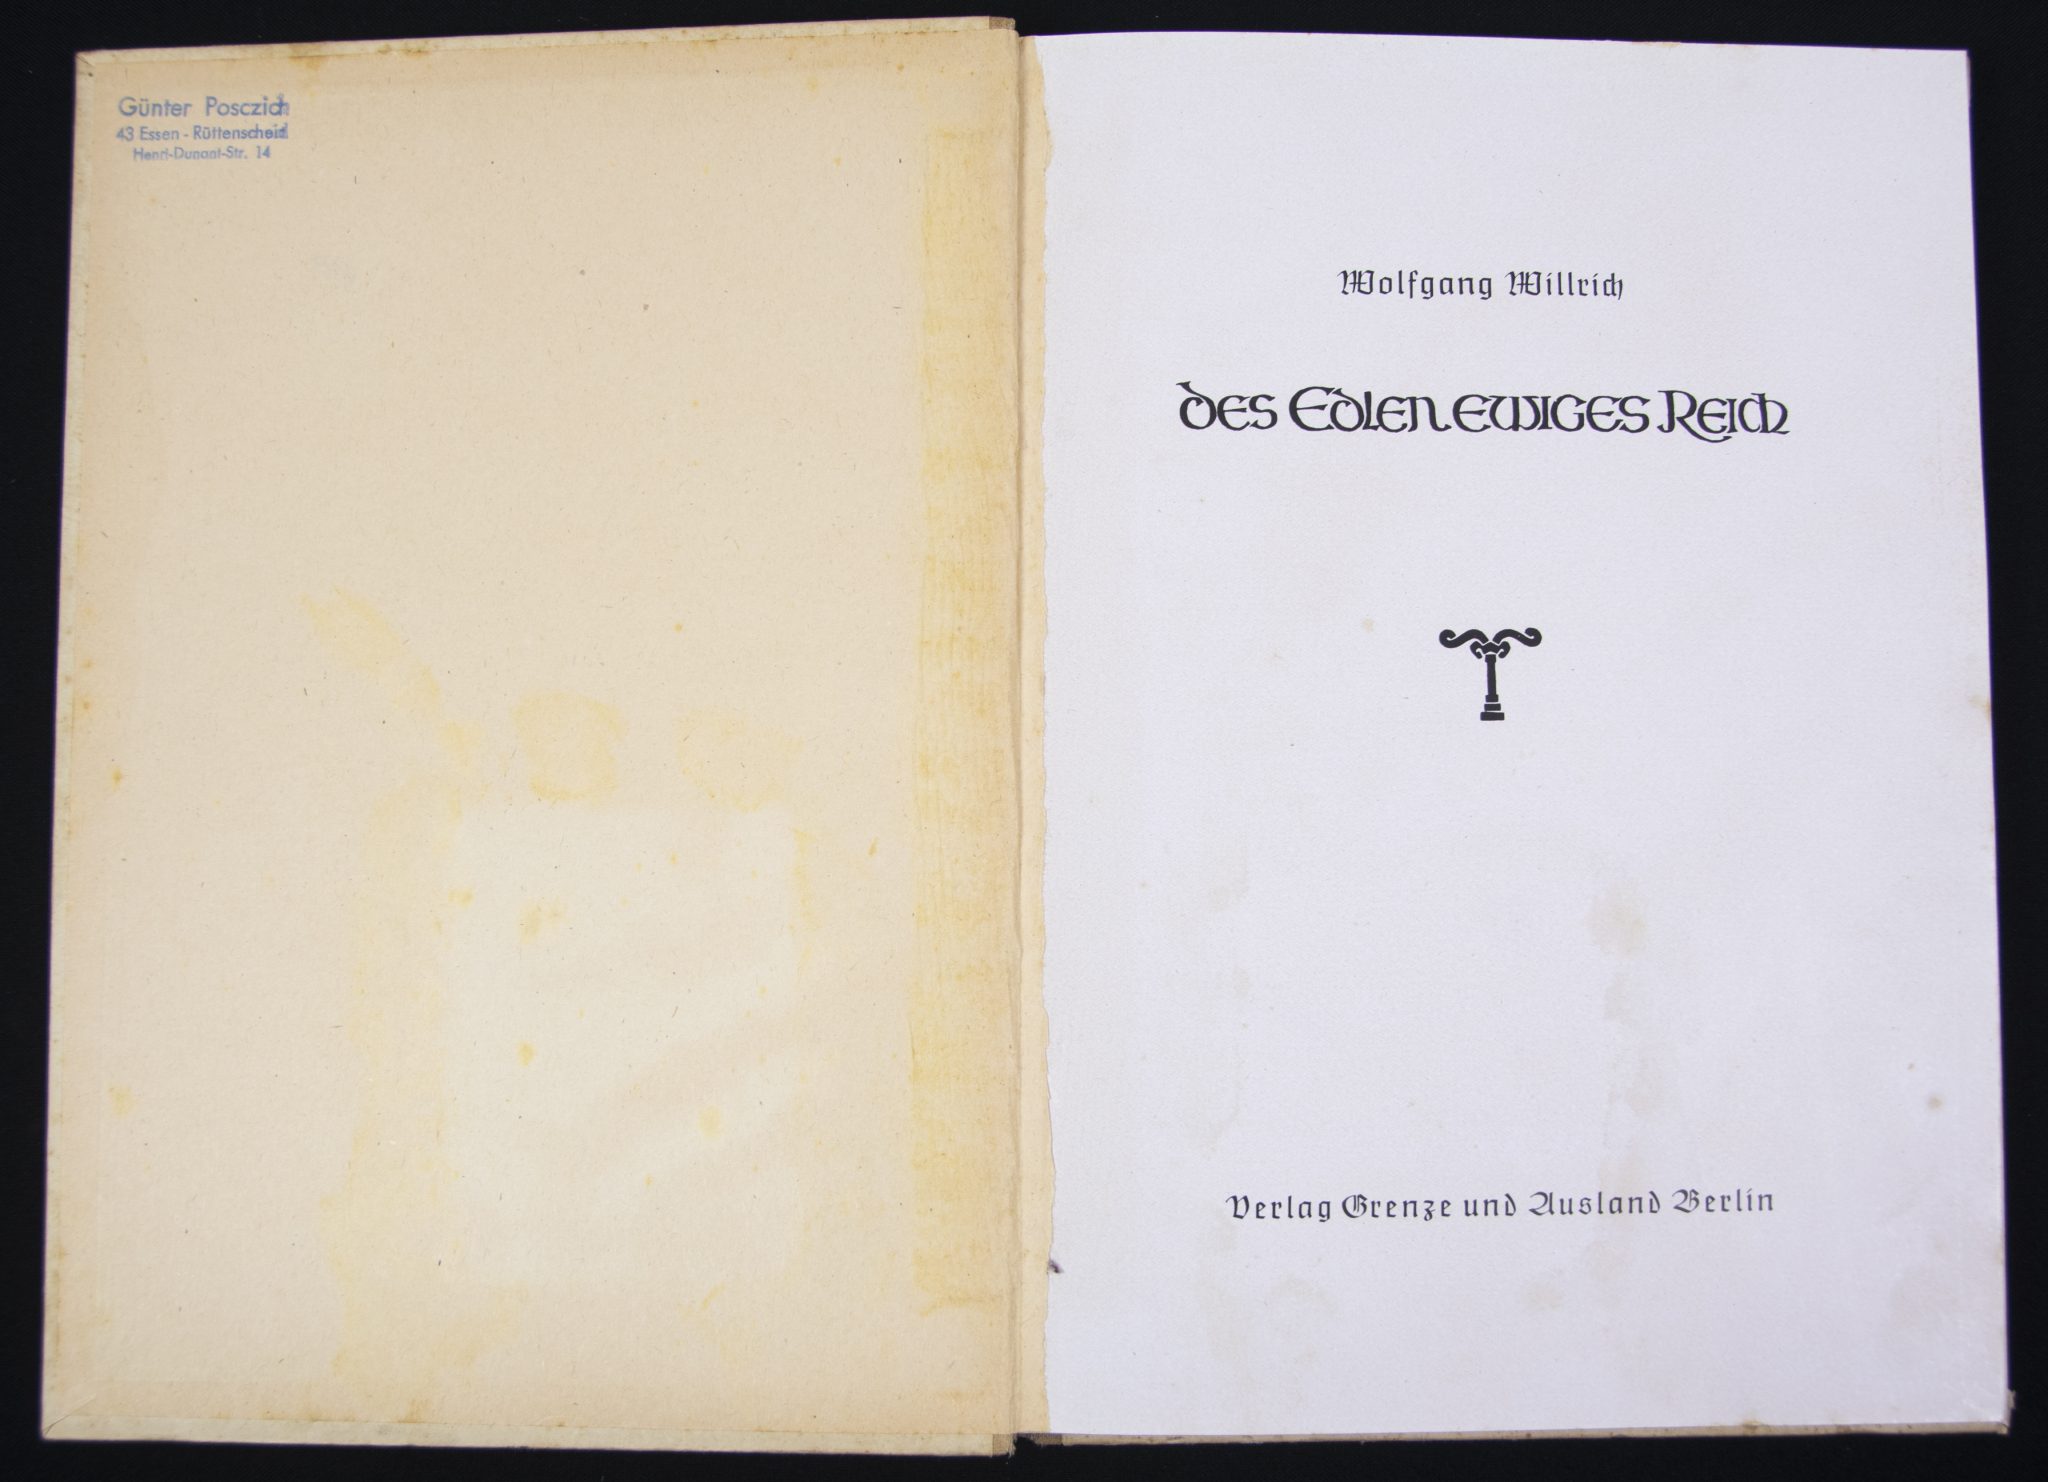 Günter Posczich
43 Essen - Rüttenscheid
Henri-Dunant-Str. 14
Wolfgang Willrich
des Edlen ewiges Reich
Verlag Grenze und Ausland Berlin